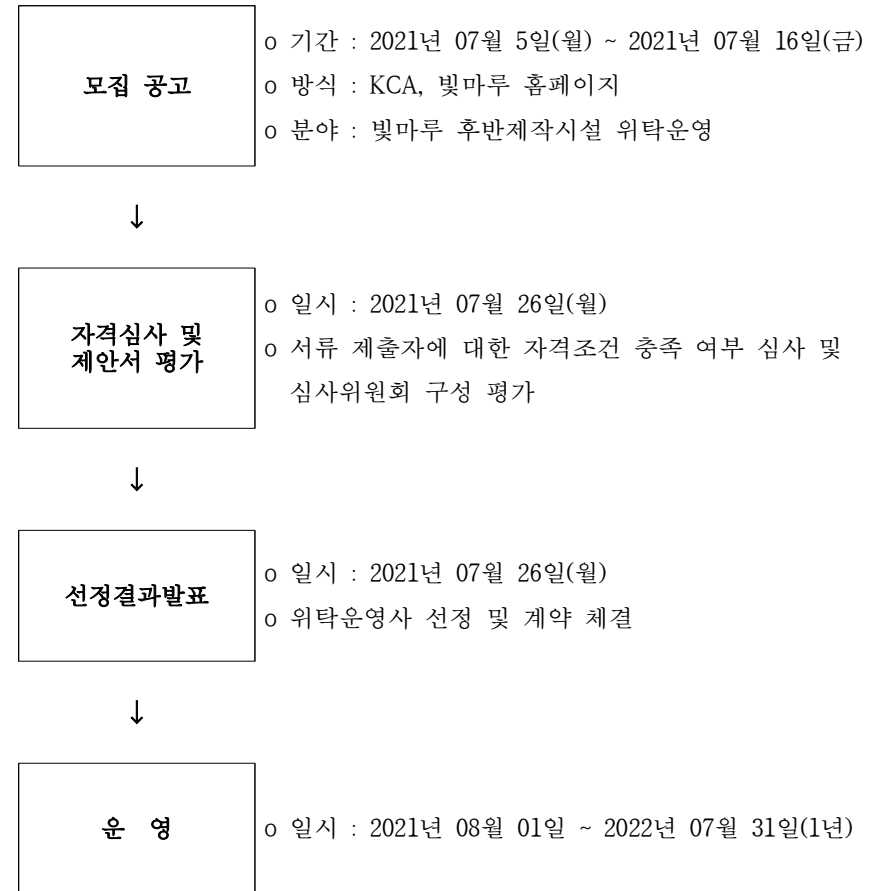 모집 공고
o 기간 : 2021년 07월 5일(월) ~ 2021년 07월 16일(금)
o 방식 : KCA, 빛마루 홈페이지
o 분야 : 빛마루 후반제작시설 위탁운영
↓
자격심사 및
제안서 평가
o 일시 : 2021년 07월 26일(월)
o 서류 제출자에 대한 자격조건 충족 여부 심사 및
심사위원회 구성 평가
↓
선정결과발표
o 일시 : 2021년 07월 26일(월)
o 위탁운영사 선정 및 계약 체결
↓
운 영
o 일시 : 2021년 08월 01일 ~ 2022년 07월 31일(1년)